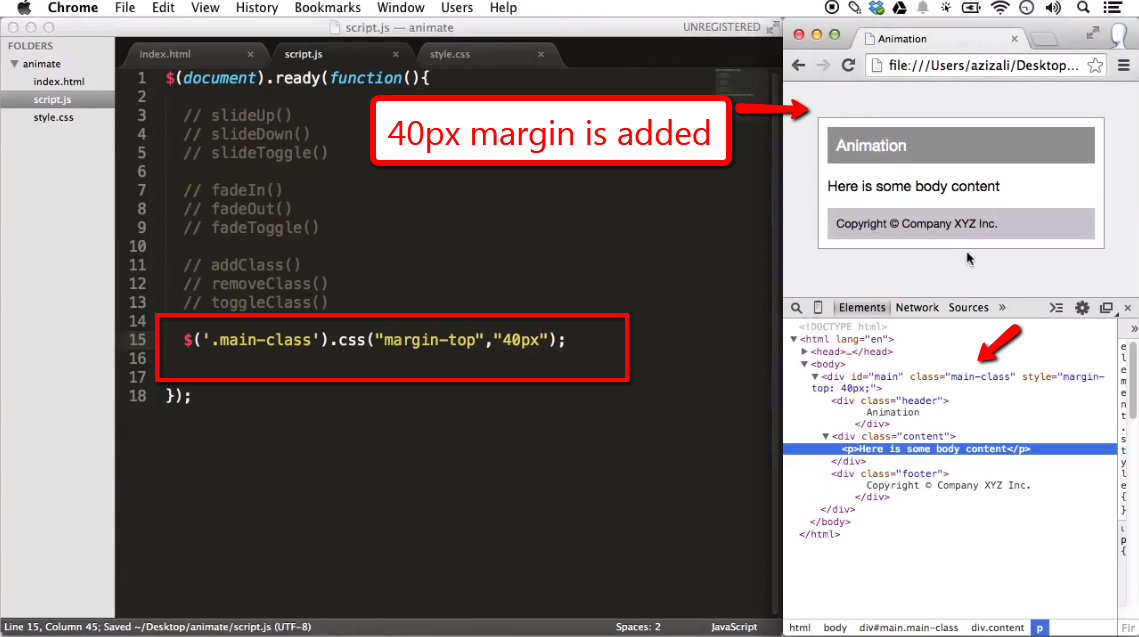 Chrome File Edit View History Bookmarks Window Users Help
script.js — animate
UNREGISTERED
FOLDERS
animate
index.html
script.js
style.css
index.html × script.js × style.css ×
1 $(document).ready(function(){
2
3 // slideUp()
4 // slideDown()
5 // slideToggle()
6
7 // fadeIn()
8 // fadeOut()
9 // fadeToggle()
10
11 // addClass()
12 // removeClass()
13 // toggleClass()
14
15 $('.main-class').css("margin-top","40px");
16
17
18 });
40px margin is added
Line 15, Column 45; Saved ~/Desktop/animate/script.js (UTF-8)
Spaces: 2
JavaScript
Animation ×
file:///Users/azizali/Desktop...
Animation
Here is some body content
Copyright © Company XYZ Inc.
Elements Network Sources » ×
<!DOCTYPE html>
<html lang="en">
<head>…</head>
<body>
<div id="main" class="main-class" style="margin-
top: 40px;">
<div class="header">
Animation
</div>
<div class="content">
<p>Here is some body content</p>
</div>
<div class="footer">
Copyright © Company XYZ Inc.
</div>
</div>
</body>
</html>
»
e
l
e
m
e
n
t
.
s
t
y
l
e
{
}
p
{
html body div#main.main-class div.content p
Fir